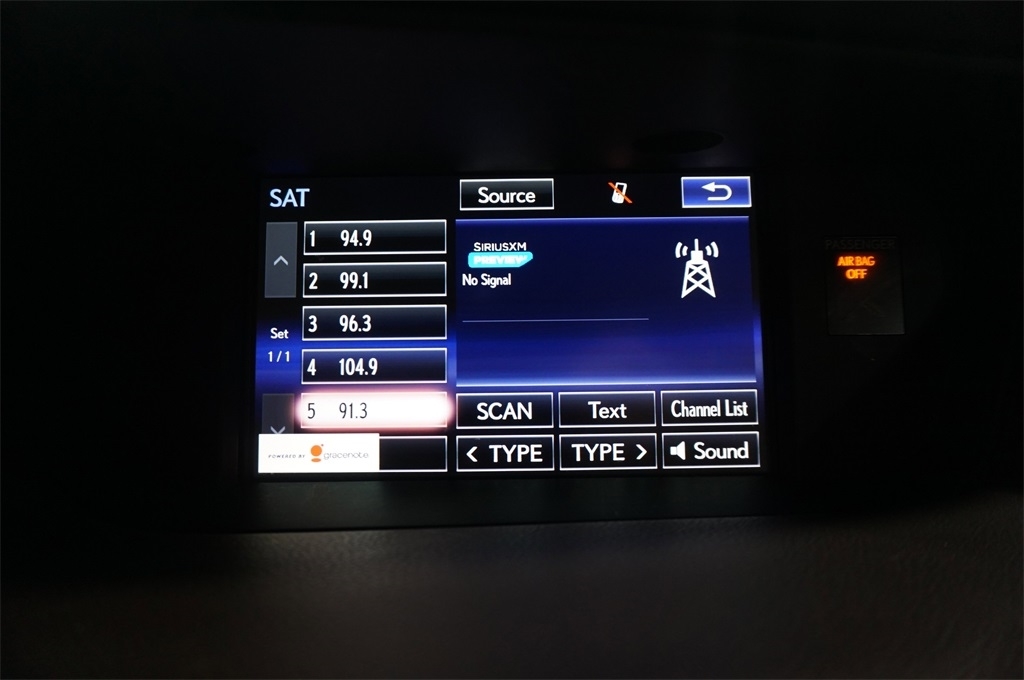 SAT
Source
1 94.9
2 99.1
3 96.3
4 104.9
5 91.3
Set
1/1
SIRIUSXM
PREVIEW
No Signal
SCAN
Text
Channel List
< TYPE
TYPE >
Sound
POWERED BY gracenote.
PASSENGER
AIR BAG
OFF